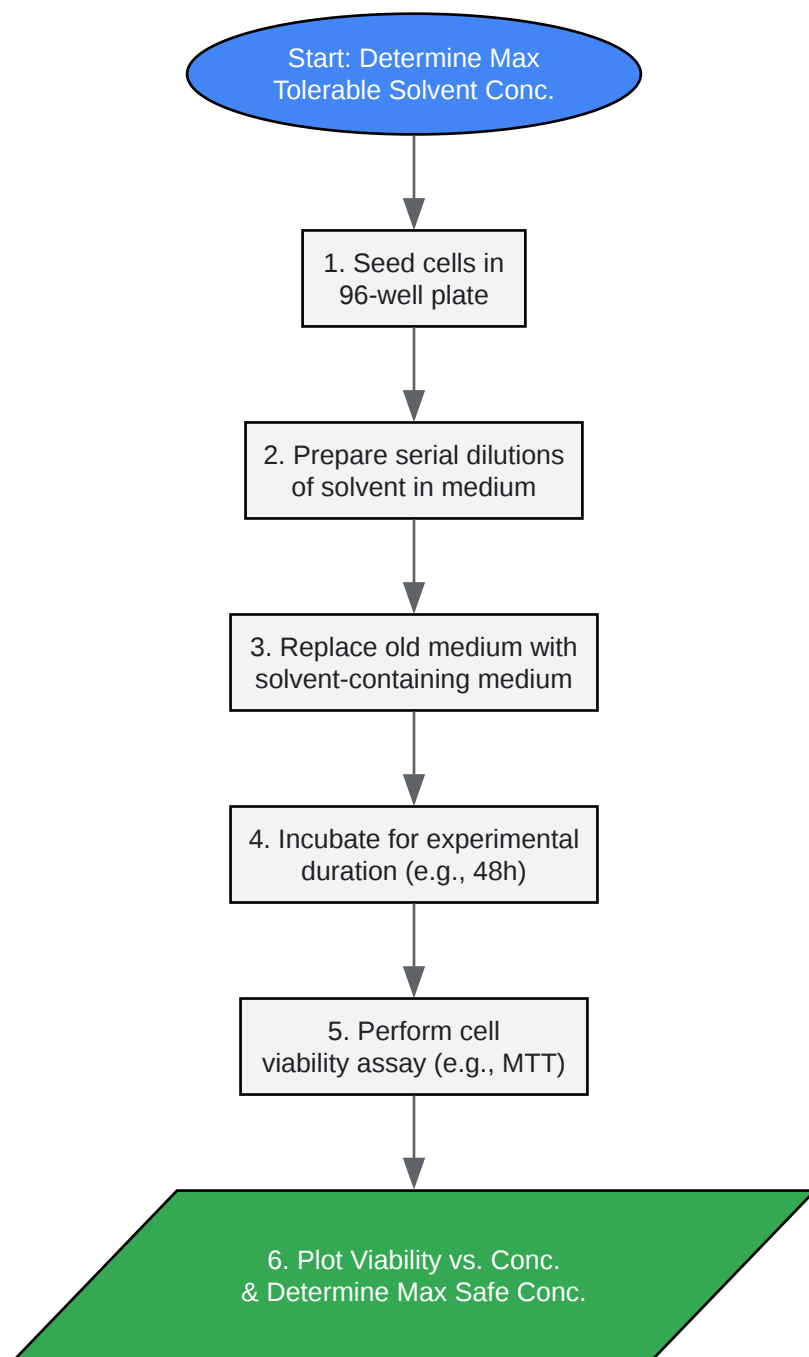 Start: Determine Max
Tolerable Solvent Conc.
1. Seed cells in
96-well plate
2. Prepare serial dilutions
of solvent in medium
3. Replace old medium with
solvent-containing medium
4. Incubate for experimental
duration (e.g., 48h)
5. Perform cell
viability assay (e.g., MTT)
6. Plot Viability vs. Conc.
& Determine Max Safe Conc.